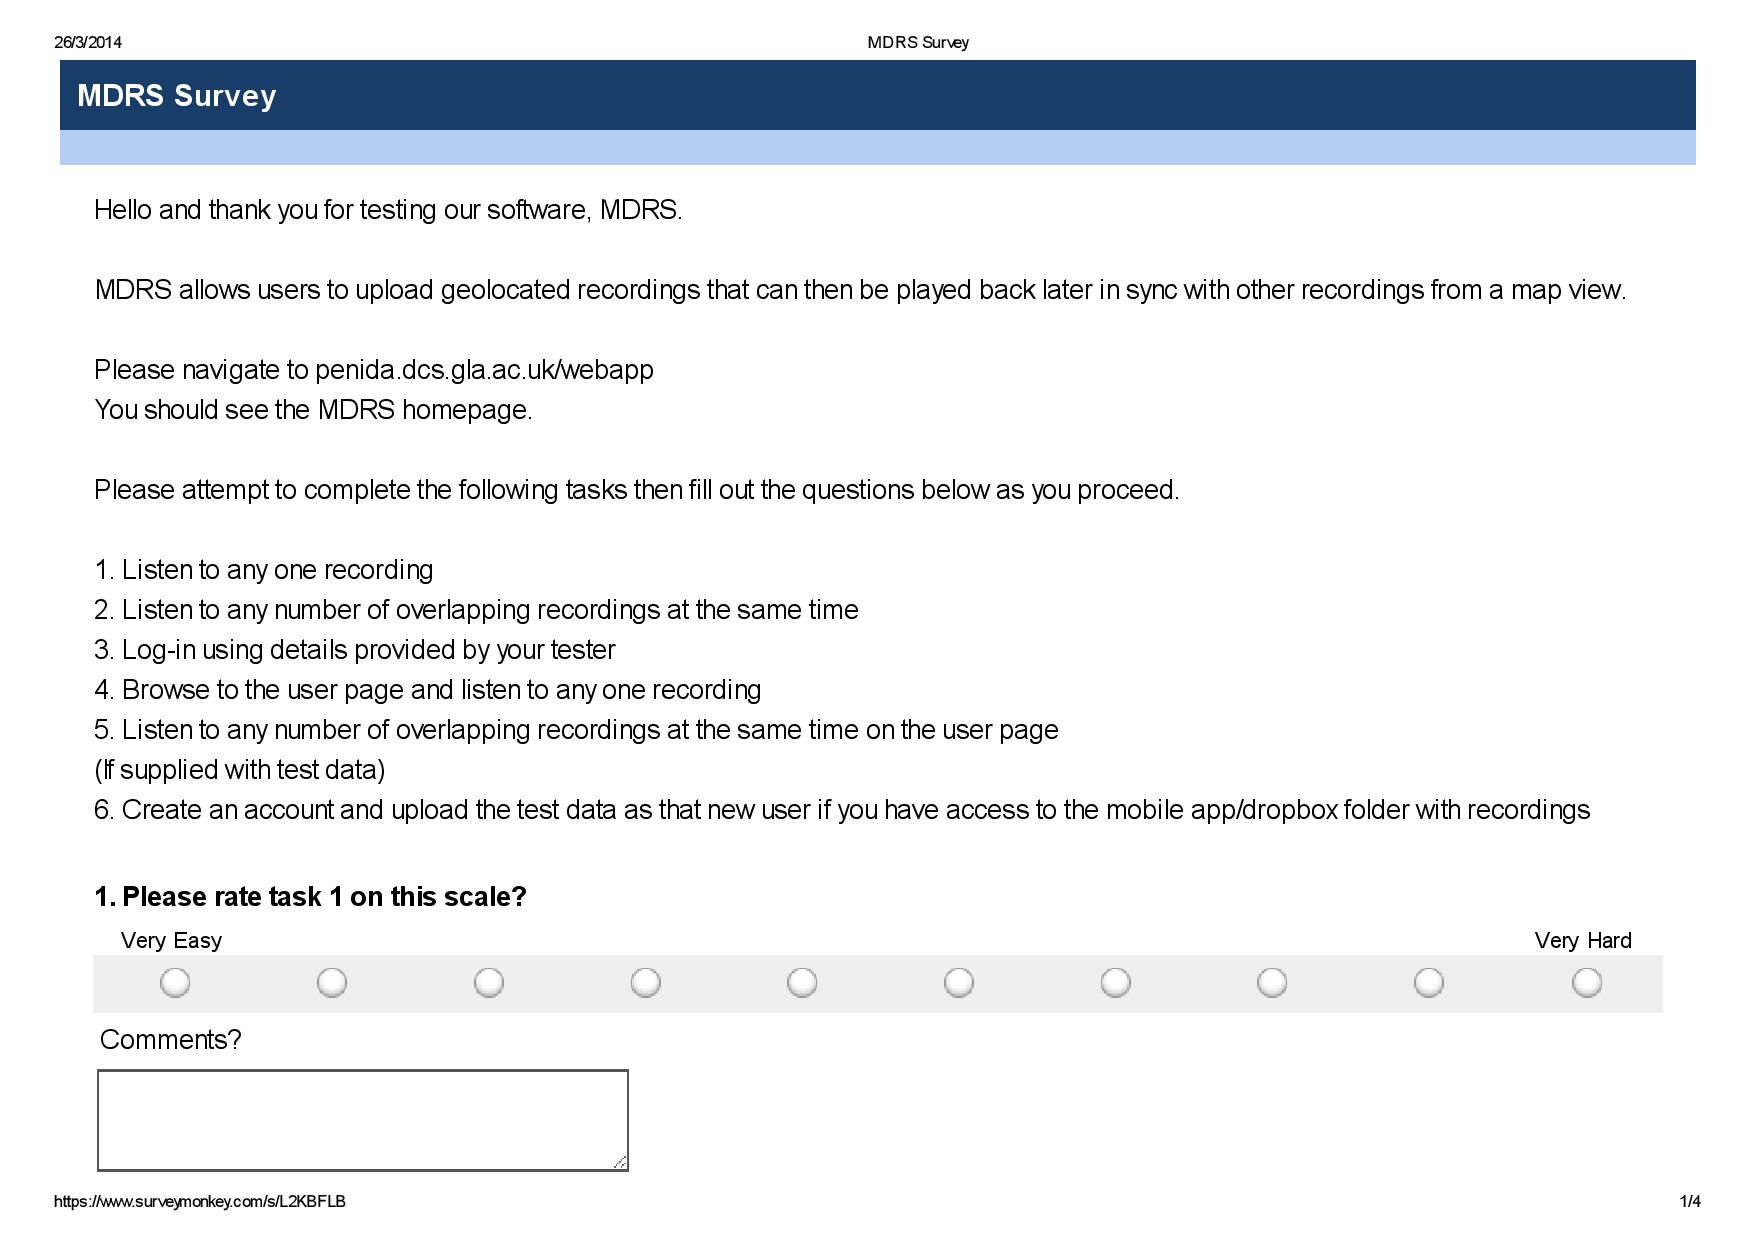 26/3/2014 MDRS Survey
MDRS Survey
Hello and thank you for testing our software, MDRS.
MDRS allows users to upload geolocated recordings that can then be played back later in sync with other recordings from a map view.
Please navigate to penida.dcs.gla.ac.uk/webapp
You should see the MDRS homepage.
Please attempt to complete the following tasks then fill out the questions below as you proceed.
1. Listen to any one recording
2. Listen to any number of overlapping recordings at the same time
3. Log-in using details provided by your tester
4. Browse to the user page and listen to any one recording
5. Listen to any number of overlapping recordings at the same time on the user page
(If supplied with test data)
6. Create an account and upload the test data as that new user if you have access to the mobile app/dropbox folder with recordings
1. Please rate task 1 on this scale?
Very Easy Very Hard
Comments?
https://www.surveymonkey.com/s/L2KBFLB 1/4